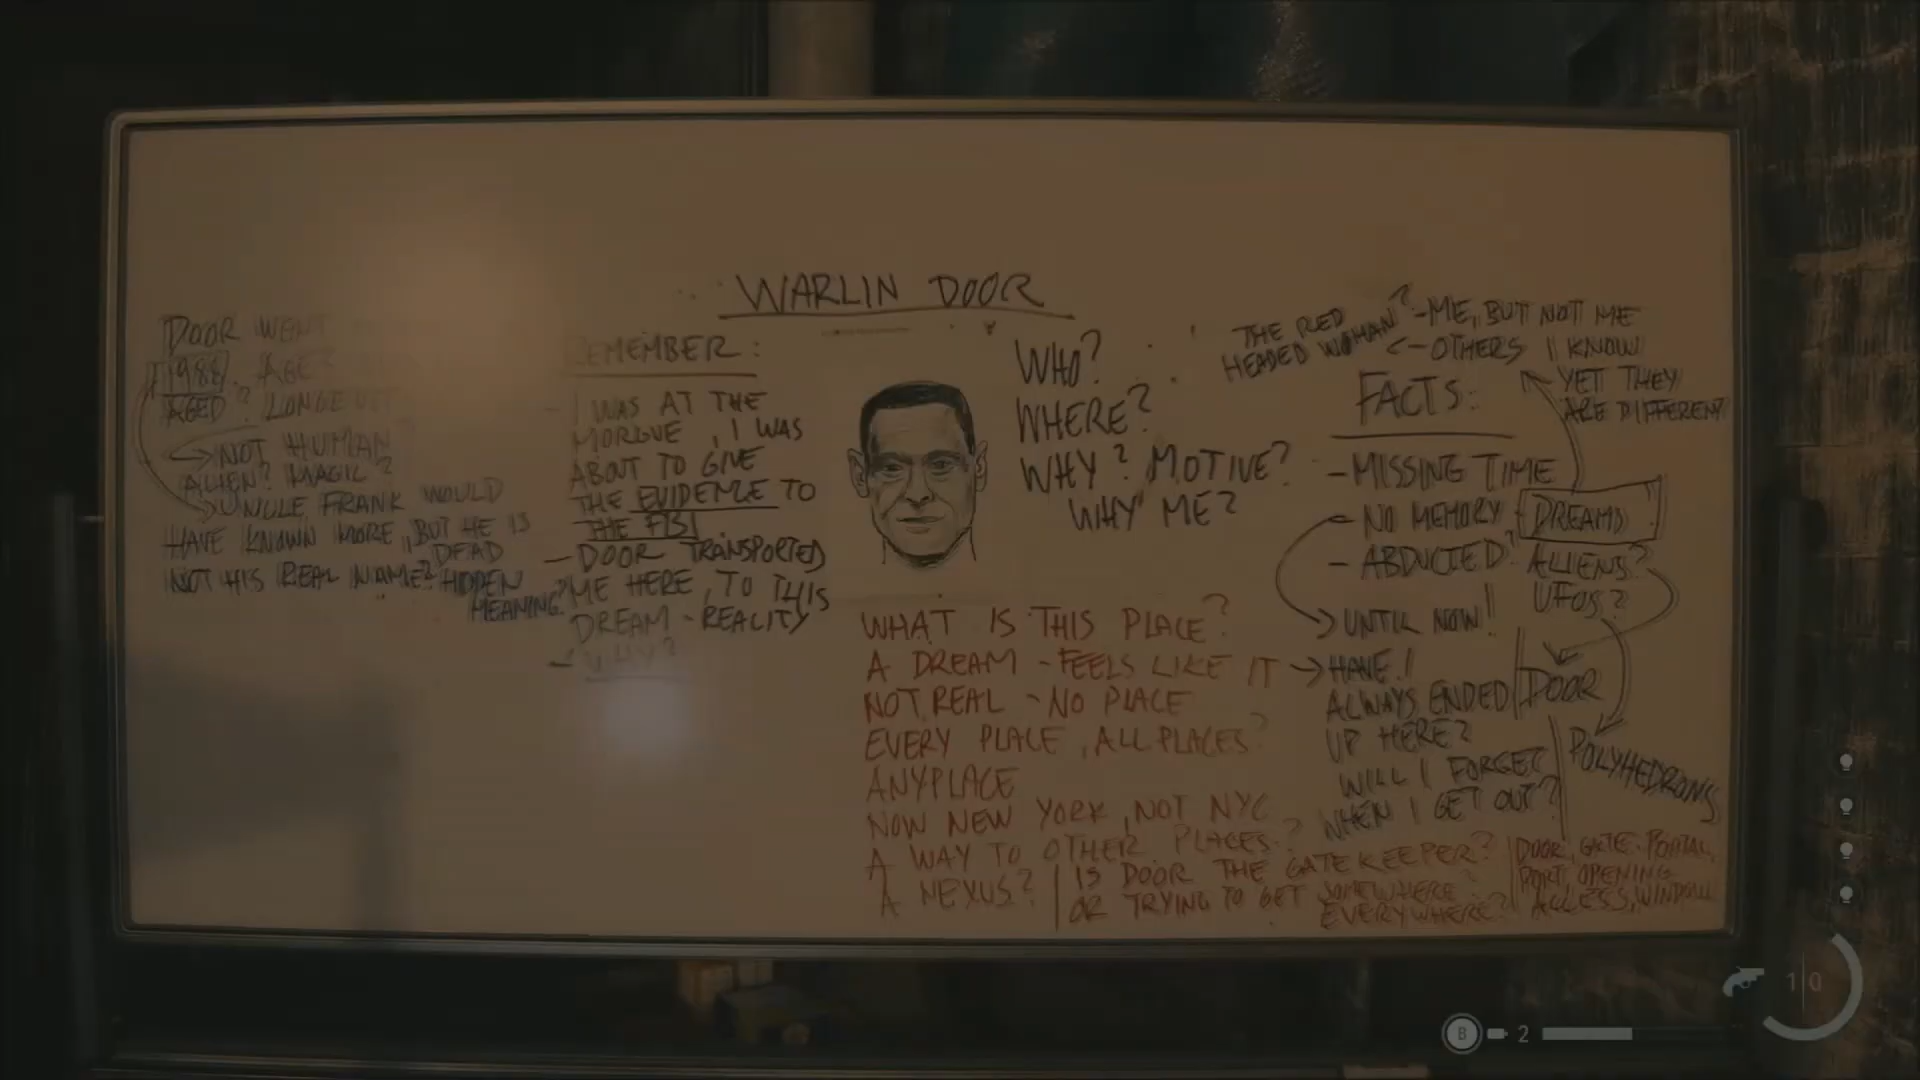 WARLIN DOOR
DOOR WENT
1988. AGE?
AGED? LONGEVIT
NOT HUMAN?
ALIEN? MAGIC?
UNCLE FRANK WOULD
HAVE KNOWN MORE, BUT HE IS
DEAD
NOT HIS REAL NAME? HIDDEN
MEANING?
REMEMBER:
- I WAS AT THE
MORGUE, I WAS
ABOUT TO GIVE
THE EVIDENCE TO
THE FBI
- DOOR TRANSPORTED
ME HERE, TO THIS
DREAM - REALITY
- WHY?
WHO?
WHERE?
WHY? MOTIVE?
WHY ME?
WHAT IS THIS PLACE?
A DREAM - FEELS LIKE IT
NOT REAL - NO PLACE
EVERY PLACE, ALL PLACES?
ANYPLACE
NOW NEW YORK, NOT NYC
A WAY TO OTHER PLACES?
A NEXUS?
IS DOOR THE GATEKEEPER?
OR TRYING TO GET SOMEWHERE?
EVERYWHERE?
THE RED
HEADED WOMAN?
- ME, BUT NOT ME
- OTHERS I KNOW
YET THEY
ARE DIFFERENT
FACTS:
- MISSING TIME
- NO MEMORY - DREAMS
- ABDUCTED? ALIENS?
UFOS?
UNTIL NOW!!
HAVE I
ALWAYS ENDED
UP HERE?
WILL I FORGET
WHEN I GET OUT?
DOOR
POLYHEDRONS
DOOR, GATE, PORTAL,
PORT, OPENING
ACCESS, WINDOW
1 0
B 2